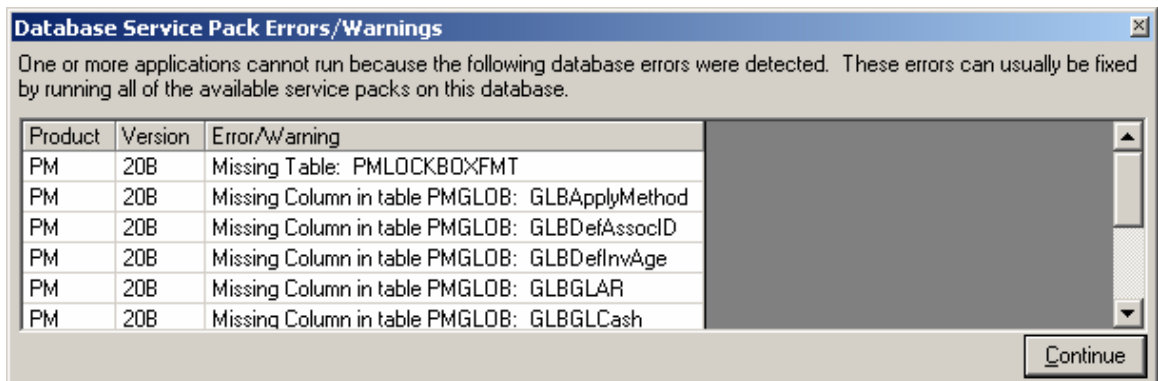 Database Service Pack Errors/Warnings
One or more applications cannot run because the following database errors were detected.  These errors can usually be fixed
by running all of the available service packs on this database.
Product Version Error/Warning
PM 20B Missing Table:  PMLOCKBOXFMT
PM 20B Missing Column in table PMGLOB:  GLBApplyMethod
PM 20B Missing Column in table PMGLOB:  GLBDefAssocID
PM 20B Missing Column in table PMGLOB:  GLBDefInvAge
PM 20B Missing Column in table PMGLOB:  GLBGLAR
PM 20B Missing Column in table PMGLOB:  GLBGLCash
Continue